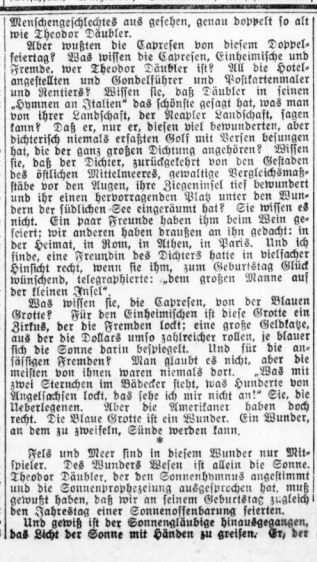 Menschengeschlechtes aus gesehen, genau doppelt so alt
wie Theodor Däubler.
Aber wußten die Capresen von diesem Doppel-
feiertag? Was wissen die Capresen, Einheimische und
Fremde, wer Theodor Däubler ist? All die Hotel-
angestellten und Gondelführer und Postkartenmaler
und Rentiers? Wissen sie, daß Däubler in seinen
„Hymnen an Italien“ das schönste gesagt hat, was man
von ihrer Landschaft, der Neapler Landschaft, sagen
kann? Daß er, nur er, diesen viel bewunderten, aber
dichterisch niemals erfaßten Golf mit Versen besungen
hat, die der ganz großen Dichtung angehören? Wissen
sie, daß der Dichter, zurückgekehrt von den Gestaden
des östlichen Mittelmeeres, gewaltige Vergleichsmaß-
stäbe vor den Augen, ihre Ziegeninsel tief bewundert
und ihr einen hervorragenden Platz unter den Wun-
dern der südlichen See eingeräumt hat? Sie wissen es
nicht. Ein paar Freunde haben ihm beim Wein ge-
feiert; wir anderen haben draußen an ihn gedacht: in
der Heimat, in Rom, in Athen, in Paris. Und ich
finde, eine Freundin des Dichters hatte in vielfacher
Hinsicht recht, wenn sie ihm, zum Geburtstag Glück
wünschend, telegraphierte: „dem großen Manne auf
der kleinen Insel“.
Was wissen sie, die Capresen, von der Blauen
Grotte? Für den Einheimischen ist diese Grotte ein
Zirkus, der die Fremden lockt; eine große Geldkatze,
aus der die Dollars umso zahlreicher rollen, je blauer
sich die Sonne darin bespiegelt. Und für die an-
sässigen Fremden? Man glaubt es nicht, aber die
meisten von ihnen waren niemals dort. „Was mit
zwei Sternchen im Bädecker steht, was Hunderte von
Angelsachsen lockt, das sehe ich mir nicht an!“ Sie, die
Ueberlegenen. Aber die Amerikaner haben doch
recht. Die Blaue Grotte ist ein Wunder. Ein Wunder,
an dem zu zweifeln, Sünde werden kann.
*
Fels und Meer sind in diesem Wunder nur Mit-
spieler. Des Wunders Wesen ist allein die Sonne.
Theodor Däubler, der den Sonnenhymnus angestimmt
und die Sonnenprophezeiung ausgesprochen hat, muß
gewußt haben, daß wir an seinem Geburtstag zugleich
den Jahrestag einer Sonnenoffenbarung feierten.
Und gewiß ist der Sonnengläubige hinausgegangen,
das Licht der Sonne mit Händen zu greifen. Er, der